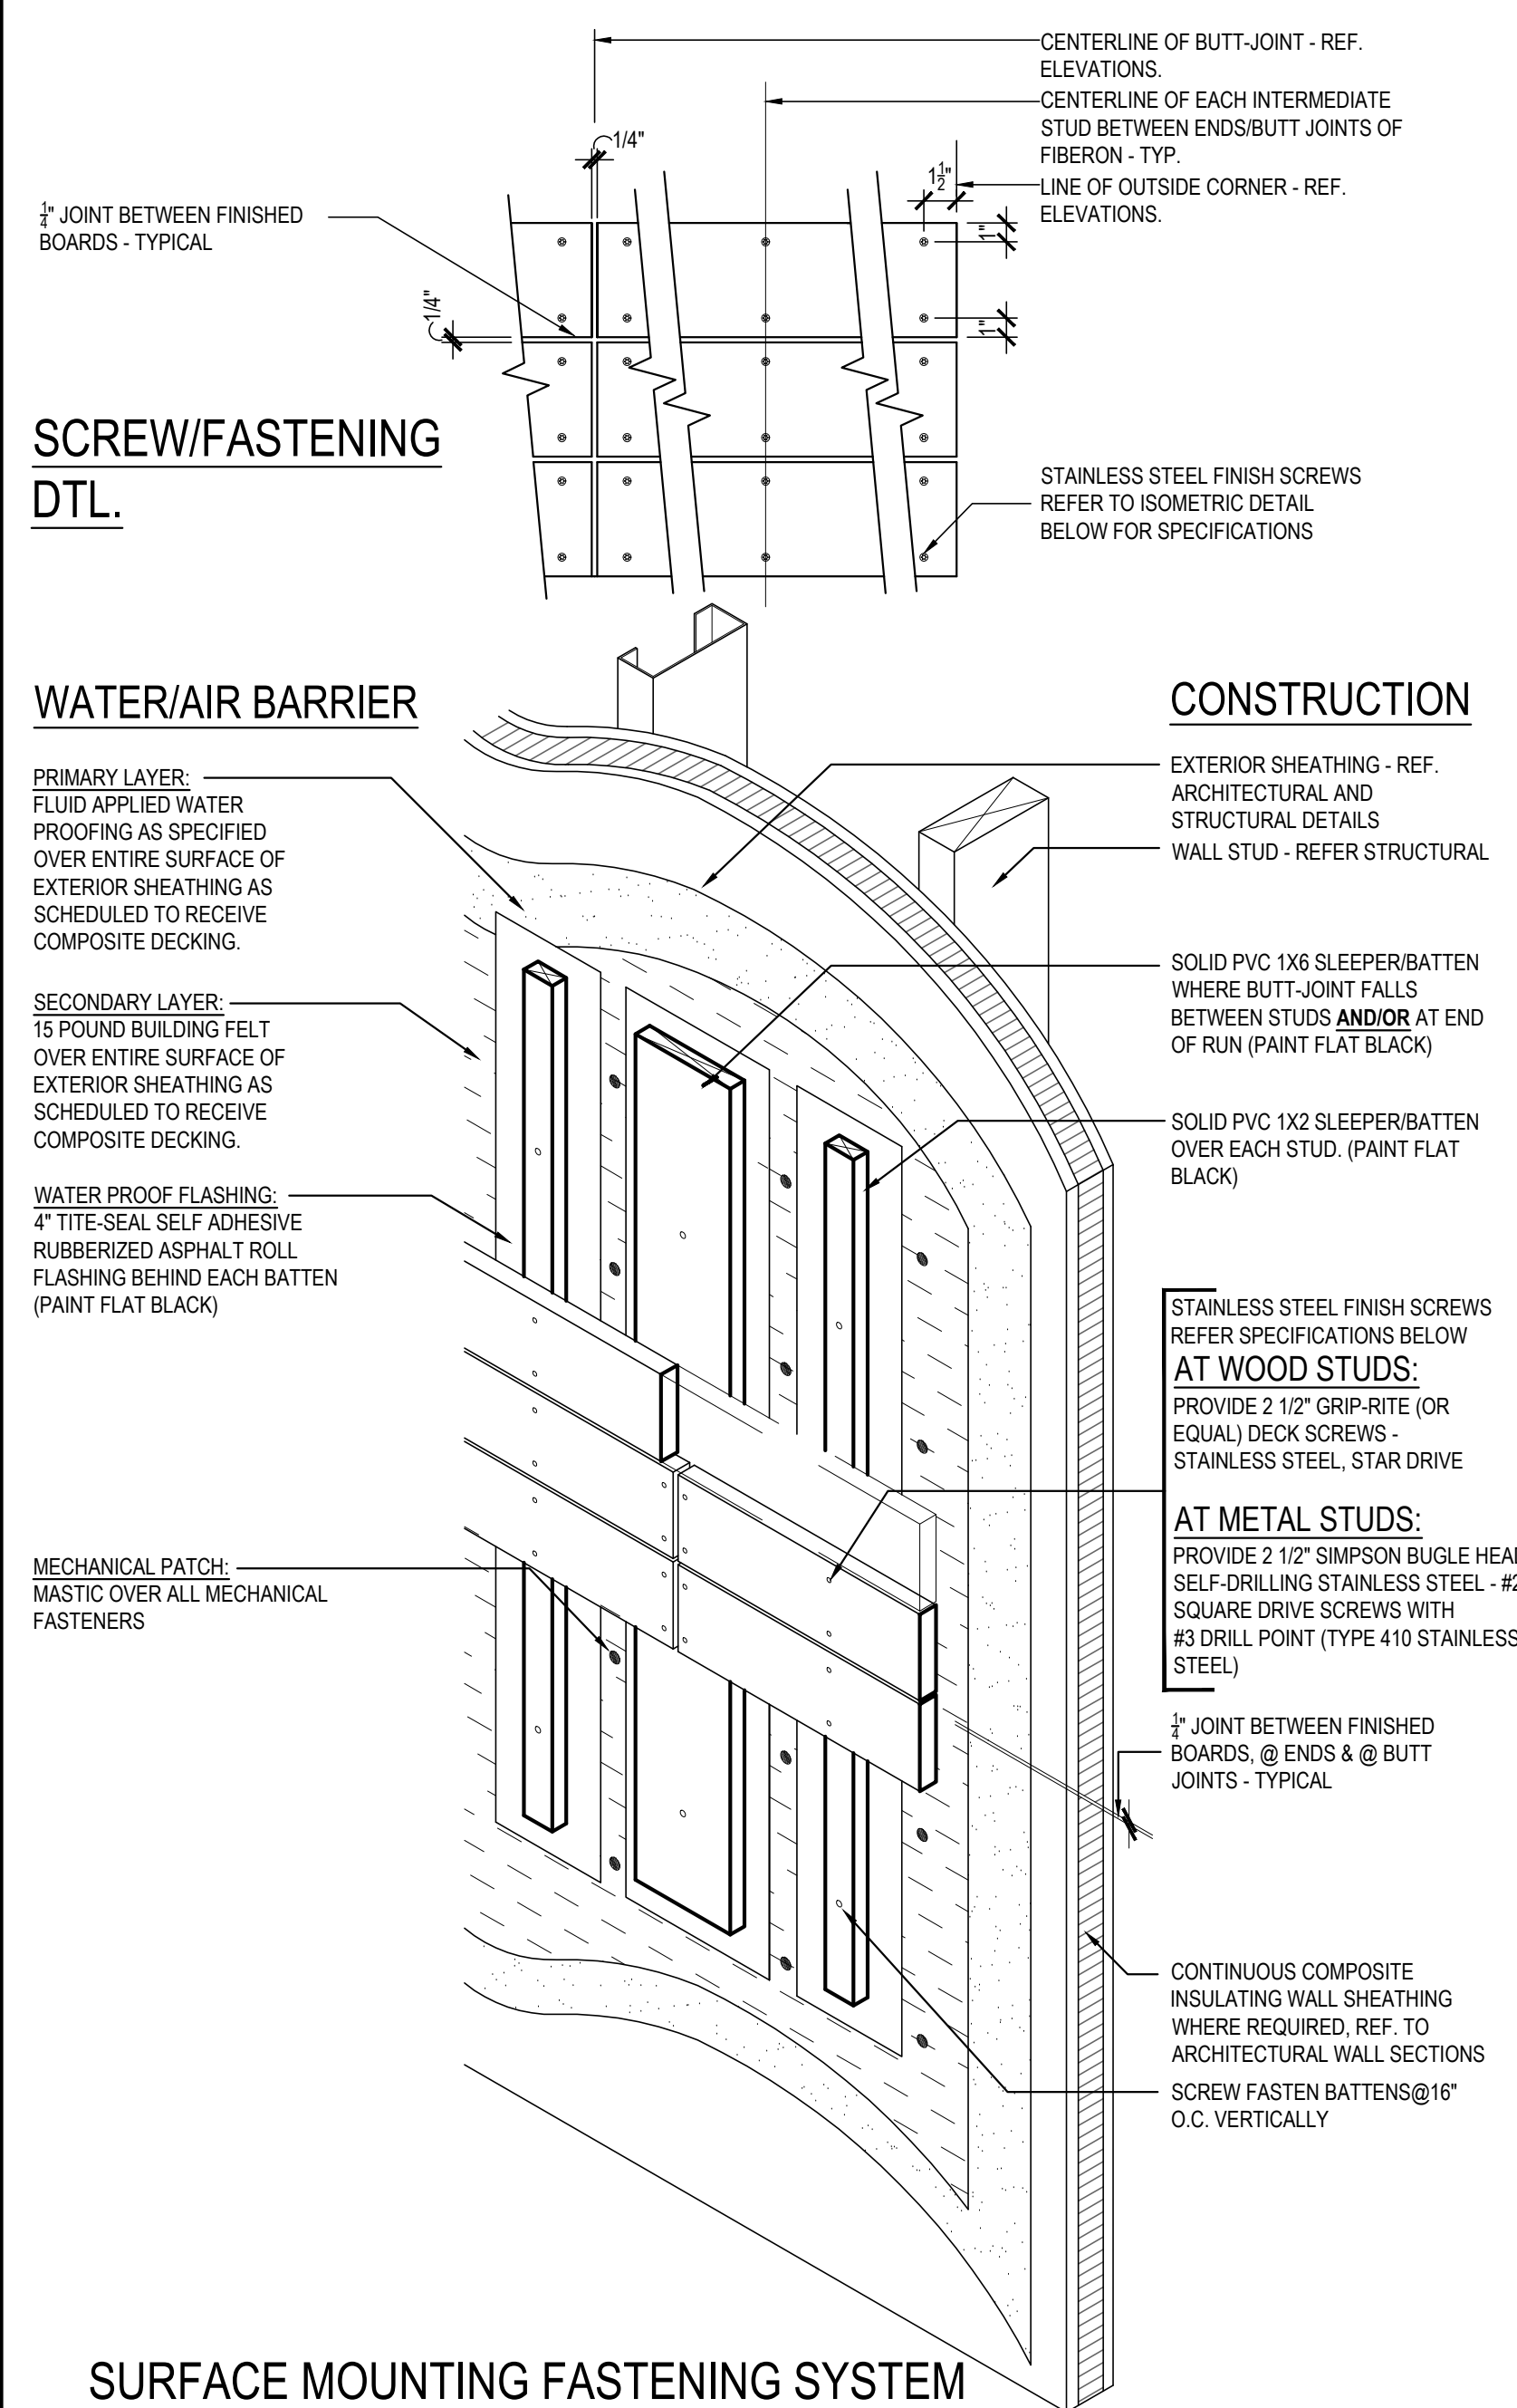 CENTERLINE OF BUTT-JOINT - REF.
ELEVATIONS.
CENTERLINE OF EACH INTERMEDIATE
STUD BETWEEN ENDS/BUTT JOINTS OF
FIBERON - TYP.
1/4"
1 1/2"
LINE OF OUTSIDE CORNER - REF.
ELEVATIONS.
1/4" JOINT BETWEEN FINISHED
BOARDS - TYPICAL
1"
1/4"
1"
SCREW/FASTENING
DTL.
STAINLESS STEEL FINISH SCREWS
REFER TO ISOMETRIC DETAIL
BELOW FOR SPECIFICATIONS
WATER/AIR BARRIER
PRIMARY LAYER:
FLUID APPLIED WATER
PROOFING AS SPECIFIED
OVER ENTIRE SURFACE OF
EXTERIOR SHEATHING AS
SCHEDULED TO RECEIVE
COMPOSITE DECKING.
SECONDARY LAYER:
15 POUND BUILDING FELT
OVER ENTIRE SURFACE OF
EXTERIOR SHEATHING AS
SCHEDULED TO RECEIVE
COMPOSITE DECKING.
WATER PROOF FLASHING:
4" TITE-SEAL SELF ADHESIVE
RUBBERIZED ASPHALT ROLL
FLASHING BEHIND EACH BATTEN
(PAINT FLAT BLACK)
MECHANICAL PATCH:
MASTIC OVER ALL MECHANICAL
FASTENERS
CONSTRUCTION
EXTERIOR SHEATHING - REF.
ARCHITECTURAL AND
STRUCTURAL DETAILS
WALL STUD - REFER STRUCTURAL
SOLID PVC 1X6 SLEEPER/BATTEN
WHERE BUTT-JOINT FALLS
BETWEEN STUDS AND/OR AT END
OF RUN (PAINT FLAT BLACK)
SOLID PVC 1X2 SLEEPER/BATTEN
OVER EACH STUD. (PAINT FLAT
BLACK)
STAINLESS STEEL FINISH SCREWS
REFER SPECIFICATIONS BELOW
AT WOOD STUDS:
PROVIDE 2 1/2" GRIP-RITE (OR
EQUAL) DECK SCREWS -
STAINLESS STEEL, STAR DRIVE
AT METAL STUDS:
PROVIDE 2 1/2" SIMPSON BUGLE HEAD
SELF-DRILLING STAINLESS STEEL - #2
SQUARE DRIVE SCREWS WITH
#3 DRILL POINT (TYPE 410 STAINLESS
STEEL)
1/4" JOINT BETWEEN FINISHED
BOARDS, @ ENDS & @ BUTT
JOINTS - TYPICAL
CONTINUOUS COMPOSITE
INSULATING WALL SHEATHING
WHERE REQUIRED, REF. TO
ARCHITECTURAL WALL SECTIONS
SCREW FASTEN BATTENS@16"
O.C. VERTICALLY
SURFACE MOUNTING FASTENING SYSTEM